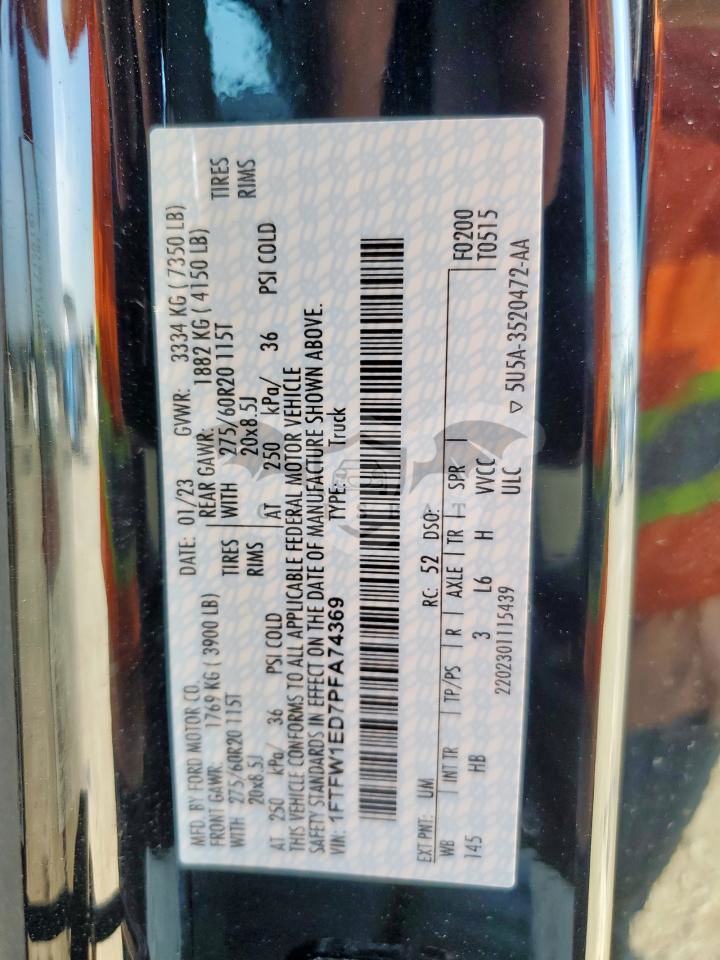 MFD. BY FORD MOTOR CO. DATE: 01/23 GVWR: 3334 KG ( 7350 LB)
FRONT GAWR: 1769 KG ( 3900 LB) REAR GAWR: 1882 KG ( 4150 LB)
WITH 275/60R20 115T TIRES WITH 275/60R20 115T TIRES
20x8.5J RIMS 20x8.5J RIMS
AT 250 kPa/ 36 PSI COLD AT 250 kPa/ 36 PSI COLD
THIS VEHICLE CONFORMS TO ALL APPLICABLE FEDERAL MOTOR VEHICLE
SAFETY STANDARDS IN EFFECT ON THE DATE OF MANUFACTURE SHOWN ABOVE.
VIN: 1FTFW1ED7PFA74369 TYPE: Truck
EXT PNT: UM RC: 52 DSO:
WB INT TR TP/PS R AXLE TR SPR F0200
145 HB 3 L6 H VVCC T0515
ULC
2202301115439 ▽ 5U5A-3520472-AA